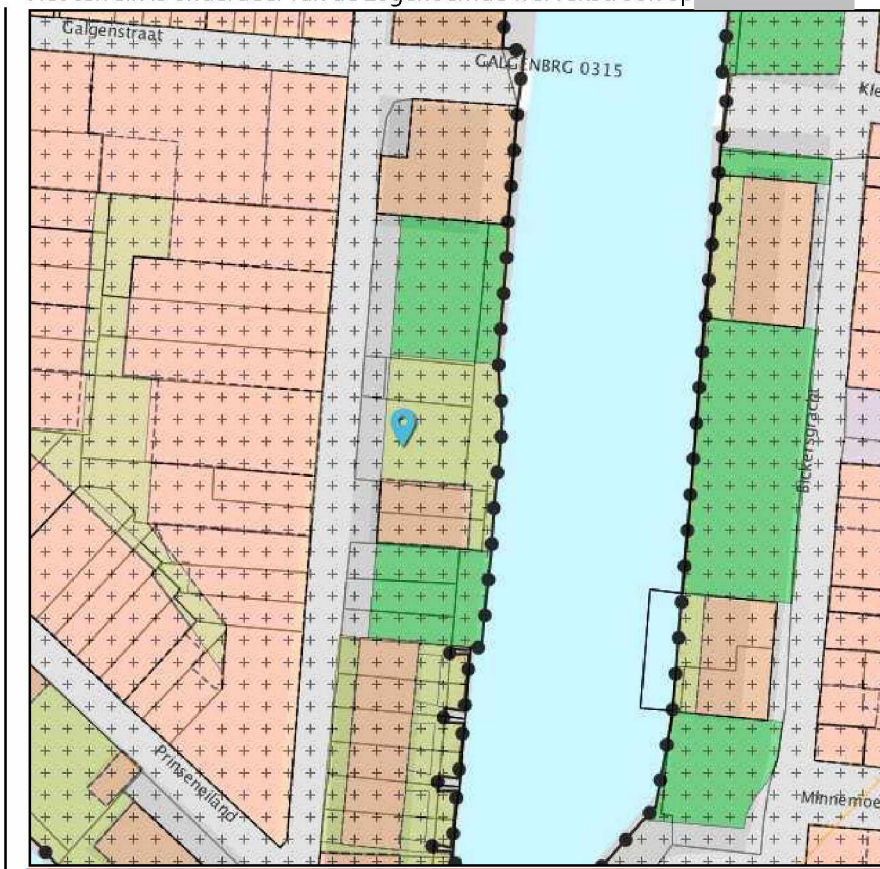 Galgenstraat
GALGENBRG 0315
Kle
Bickersgracht
Prinseneiland
Minnemoe